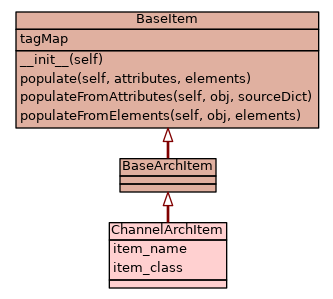 BaseItem
tagMap
__init__(self)
populate(self, attributes, elements)
populateFromAttributes(self, obj, sourceDict)
populateFromElements(self, obj, elements)
BaseArchItem
ChannelArchItem
item_name
item_class